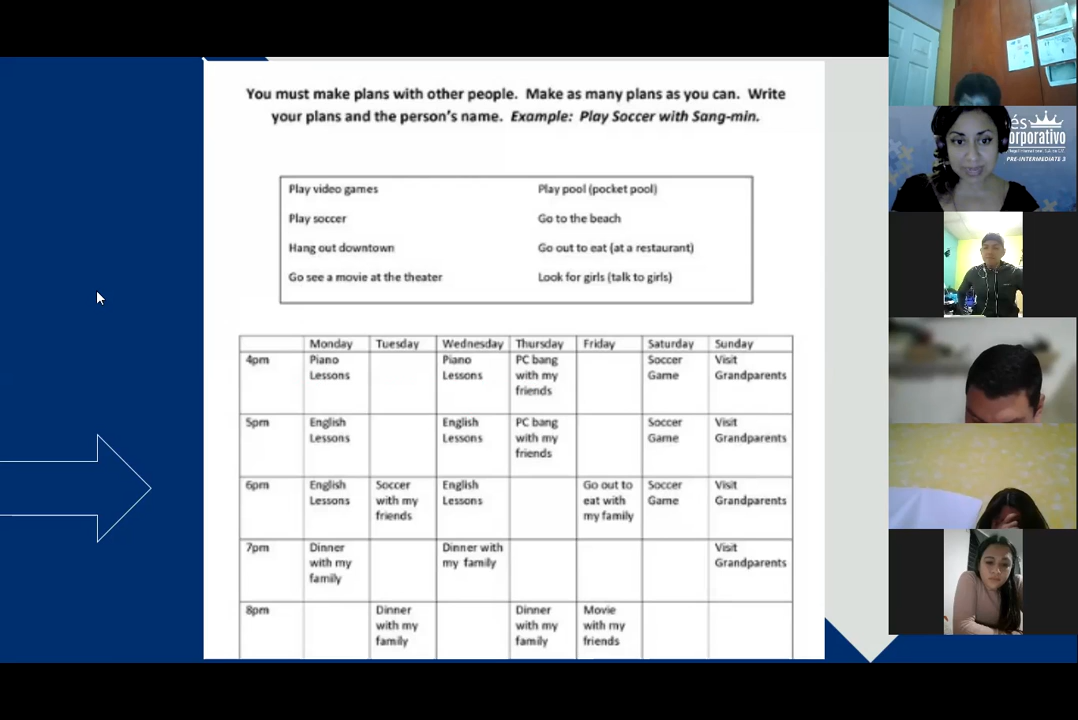 You must make plans with other people. Make as many plans as you can. Write
your plans and the person's name. Example: Play Soccer with Sang-min.
Play video games Play pool (pocket pool)
Play soccer Go to the beach
Hang out downtown Go out to eat (at a restaurant)
Go see a movie at the theater Look for girls (talk to girls)
Monday Tuesday Wednesday Thursday Friday Saturday Sunday
4pm Piano Piano PC bang Soccer Visit
Lessons Lessons with my Game Grandparents
friends
5pm English English PC bang Soccer Visit
Lessons Lessons with my Game Grandparents
friends
6pm English Soccer English Go out to Soccer Visit
Lessons with my Lessons eat with Game Grandparents
friends my family
7pm Dinner Dinner with Visit
with my my family Grandparents
family
8pm Dinner Dinner Movie
with my with my with my
family family friends
és
orporativo
PRE-INTERMEDIATE 3